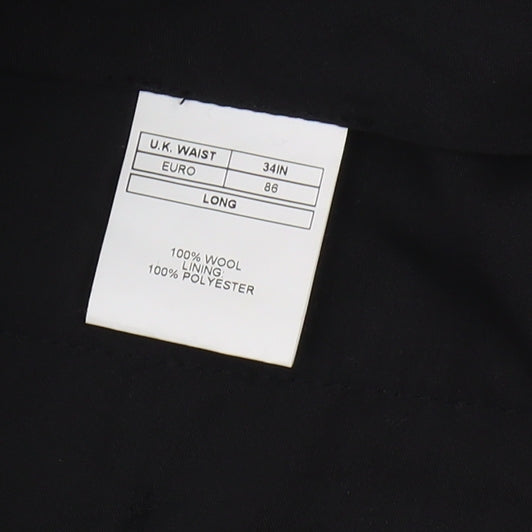 U.K. WAIST 34IN
EURO 86
LONG
100% WOOL
LINING:
100% POLYESTER